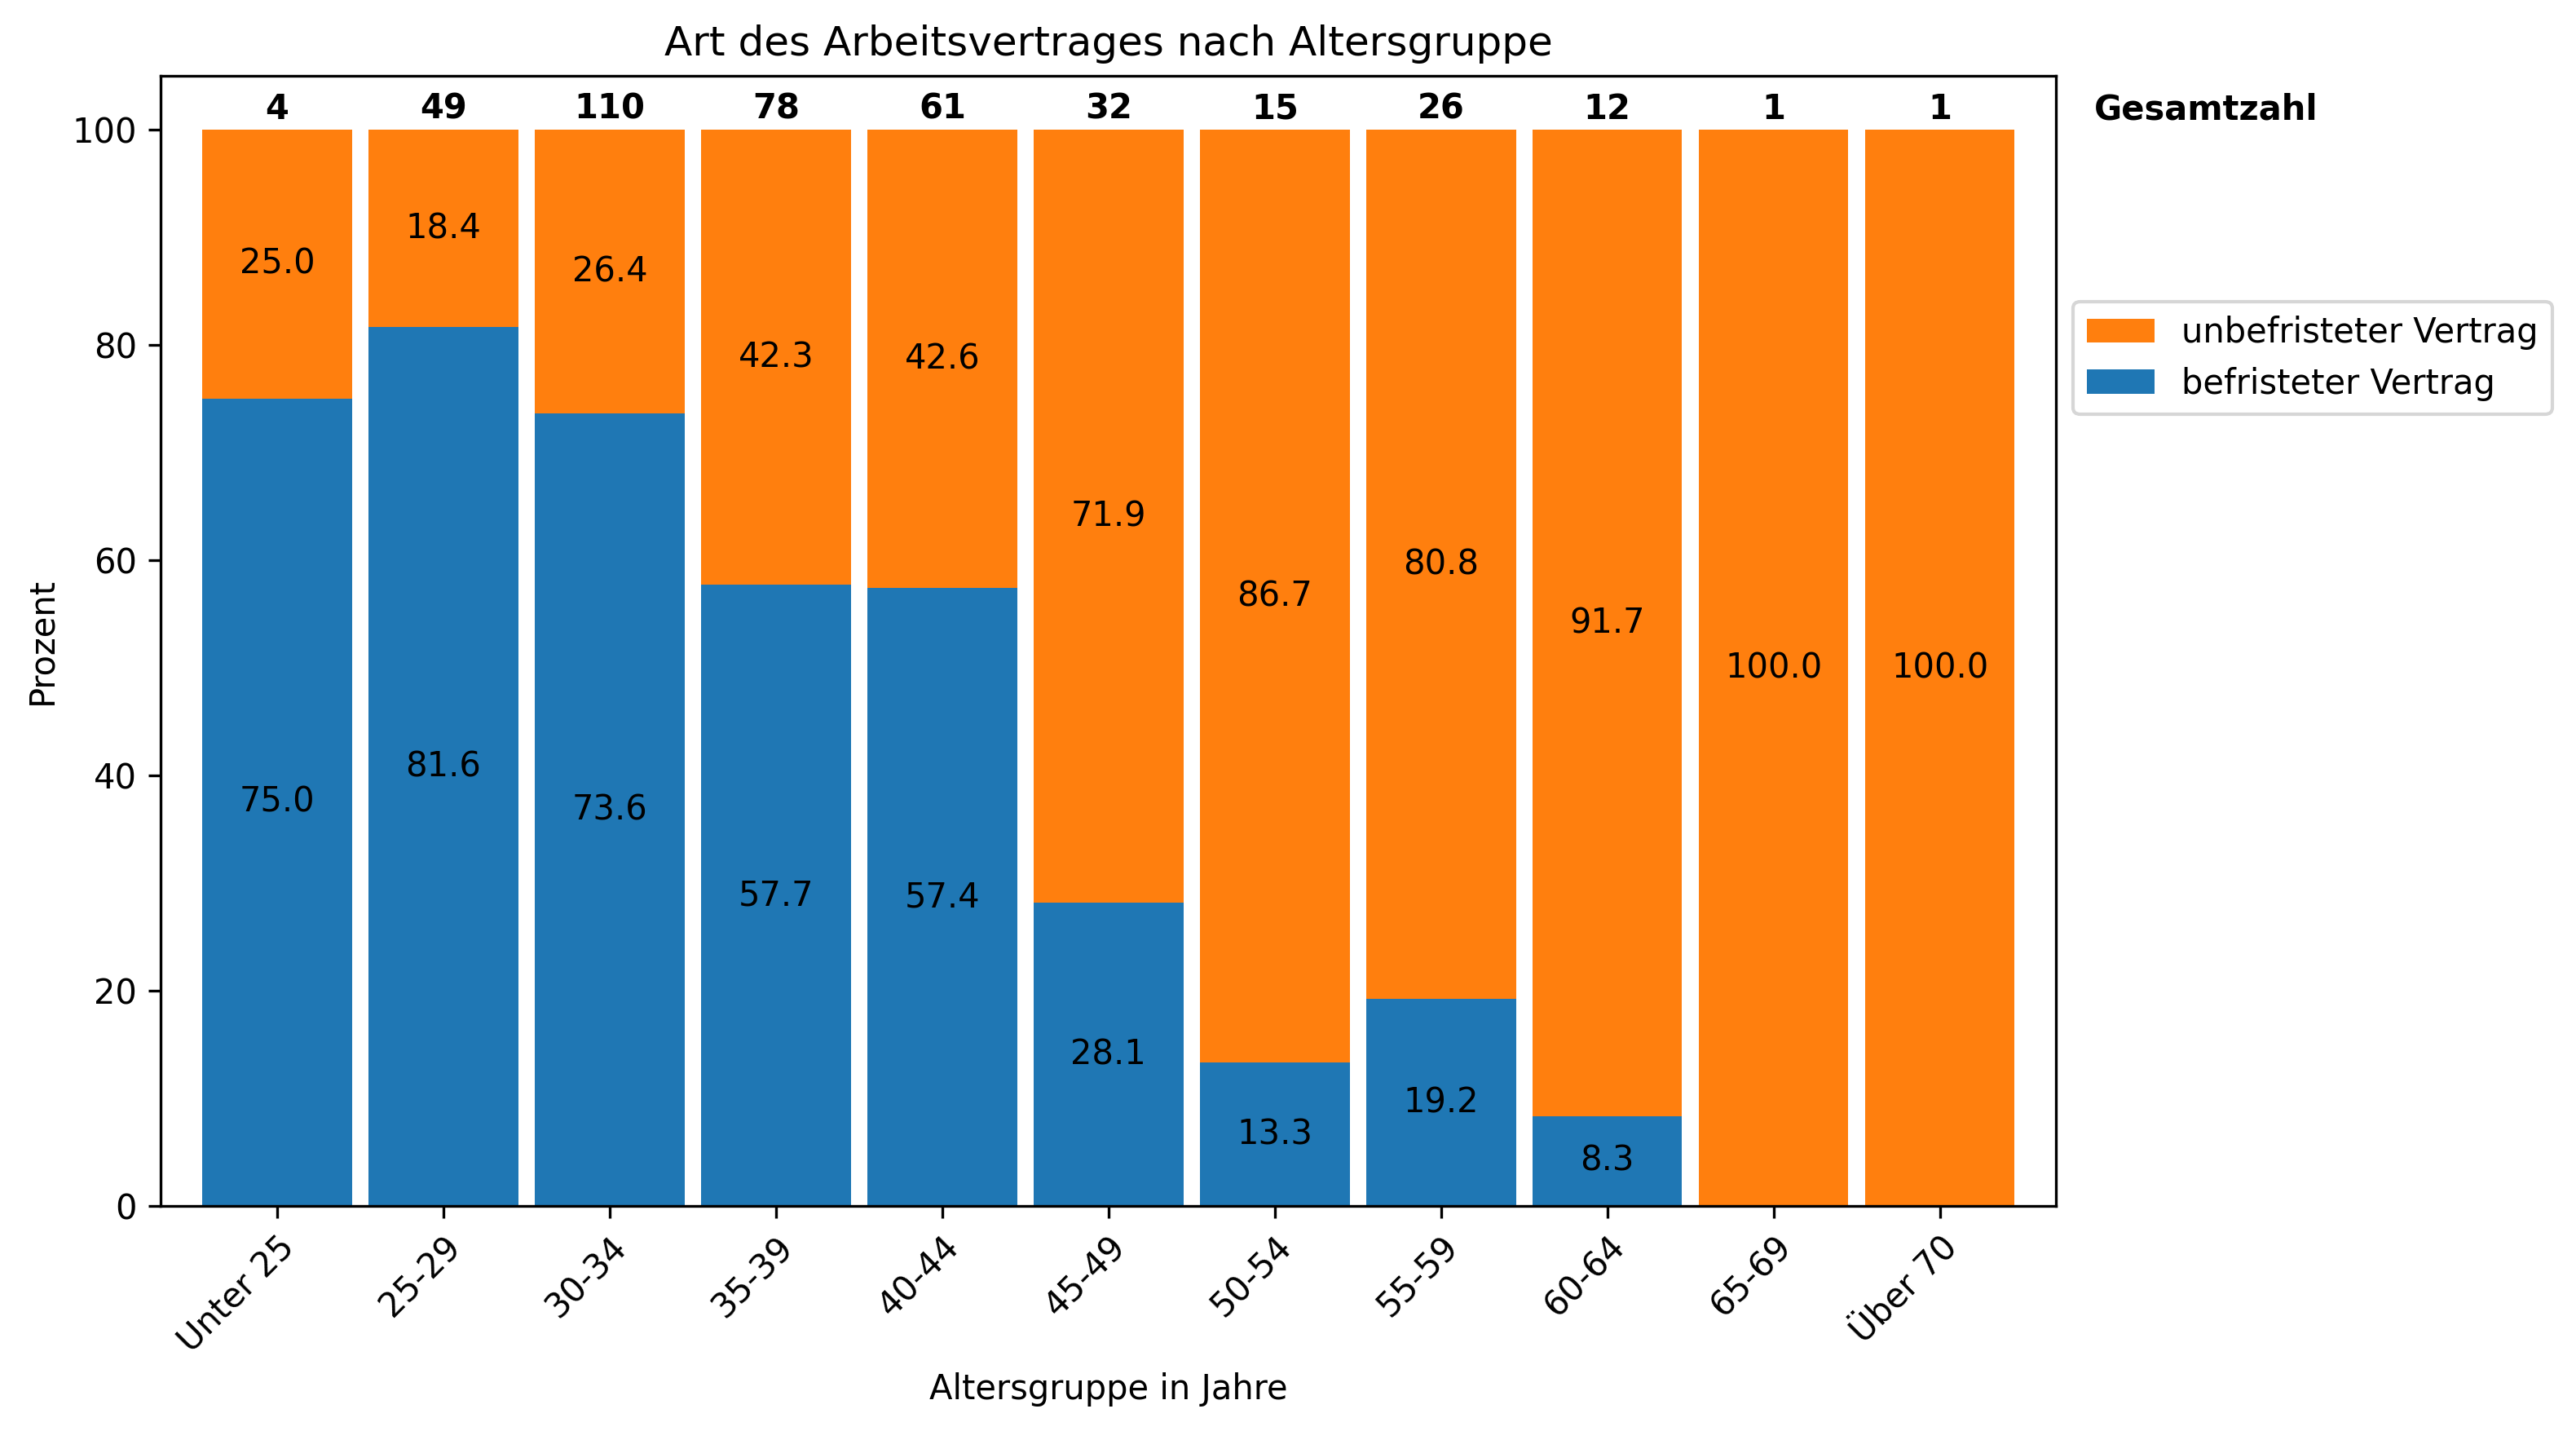 Art des Arbeitsvertrages nach Altersgruppe
4 49 110 78 61 32 15 26 12 1 1 Gesamtzahl
100
80
60
40
20
0
Prozent
25.0 18.4 26.4 42.3 42.6 71.9 86.7 80.8 91.7 100.0 100.0
75.0 81.6 73.6 57.7 57.4 28.1 13.3 19.2 8.3
unbefristeter Vertrag
befristeter Vertrag
Unter 25 25-29 30-34 35-39 40-44 45-49 50-54 55-59 60-64 65-69 Über 70
Altersgruppe in Jahre